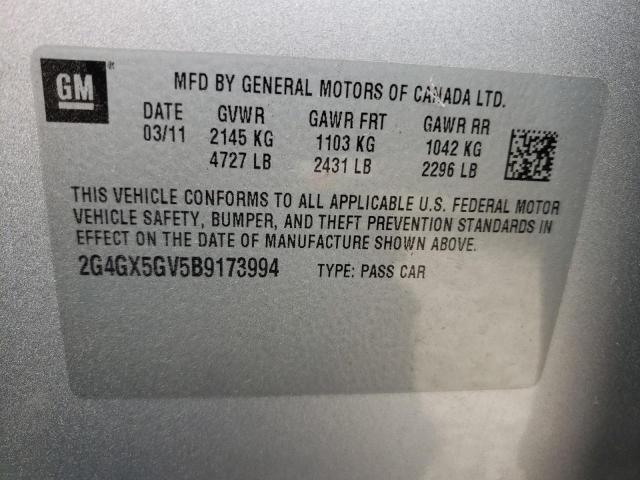 GM
MFD BY GENERAL MOTORS OF CANADA LTD.
DATE GVWR GAWR FRT GAWR RR
03/11 2145 KG 1103 KG 1042 KG
4727 LB 2431 LB 2296 LB
THIS VEHICLE CONFORMS TO ALL APPLICABLE U.S. FEDERAL MOTOR
VEHICLE SAFETY, BUMPER, AND THEFT PREVENTION STANDARDS IN
EFFECT ON THE DATE OF MANUFACTURE SHOWN ABOVE.
2G4GX5GV5B9173994 TYPE: PASS CAR